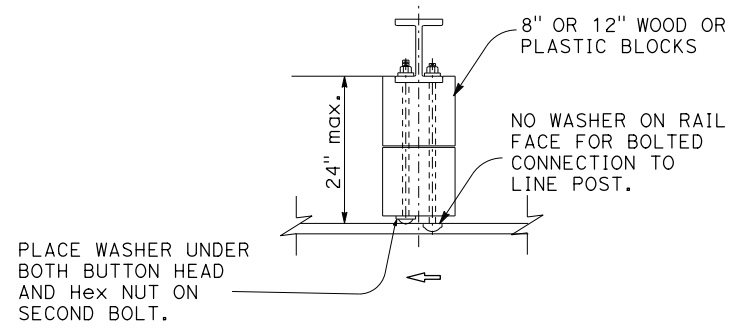 8" OR 12" WOOD OR
PLASTIC BLOCKS
24" max.
NO WASHER ON RAIL
FACE FOR BOLTED
CONNECTION TO
LINE POST.
PLACE WASHER UNDER
BOTH BUTTON HEAD
AND Hex NUT ON
SECOND BOLT.